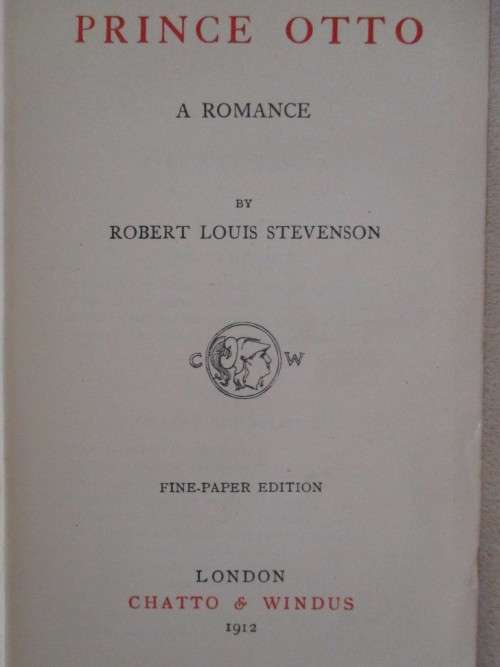 PRINCE OTTO
A ROMANCE
BY
ROBERT LOUIS STEVENSON
C W
FINE-PAPER EDITION
LONDON
CHATTO & WINDUS
1912